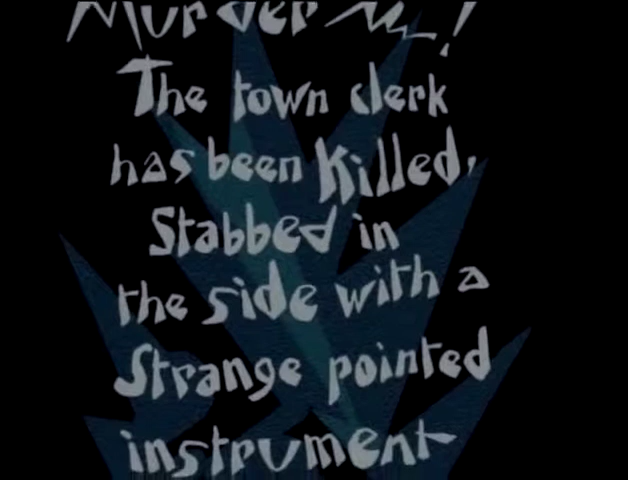 Murder
The town clerk
has been Killed,
Stabbed in
the side with a
Strange pointed
instrument